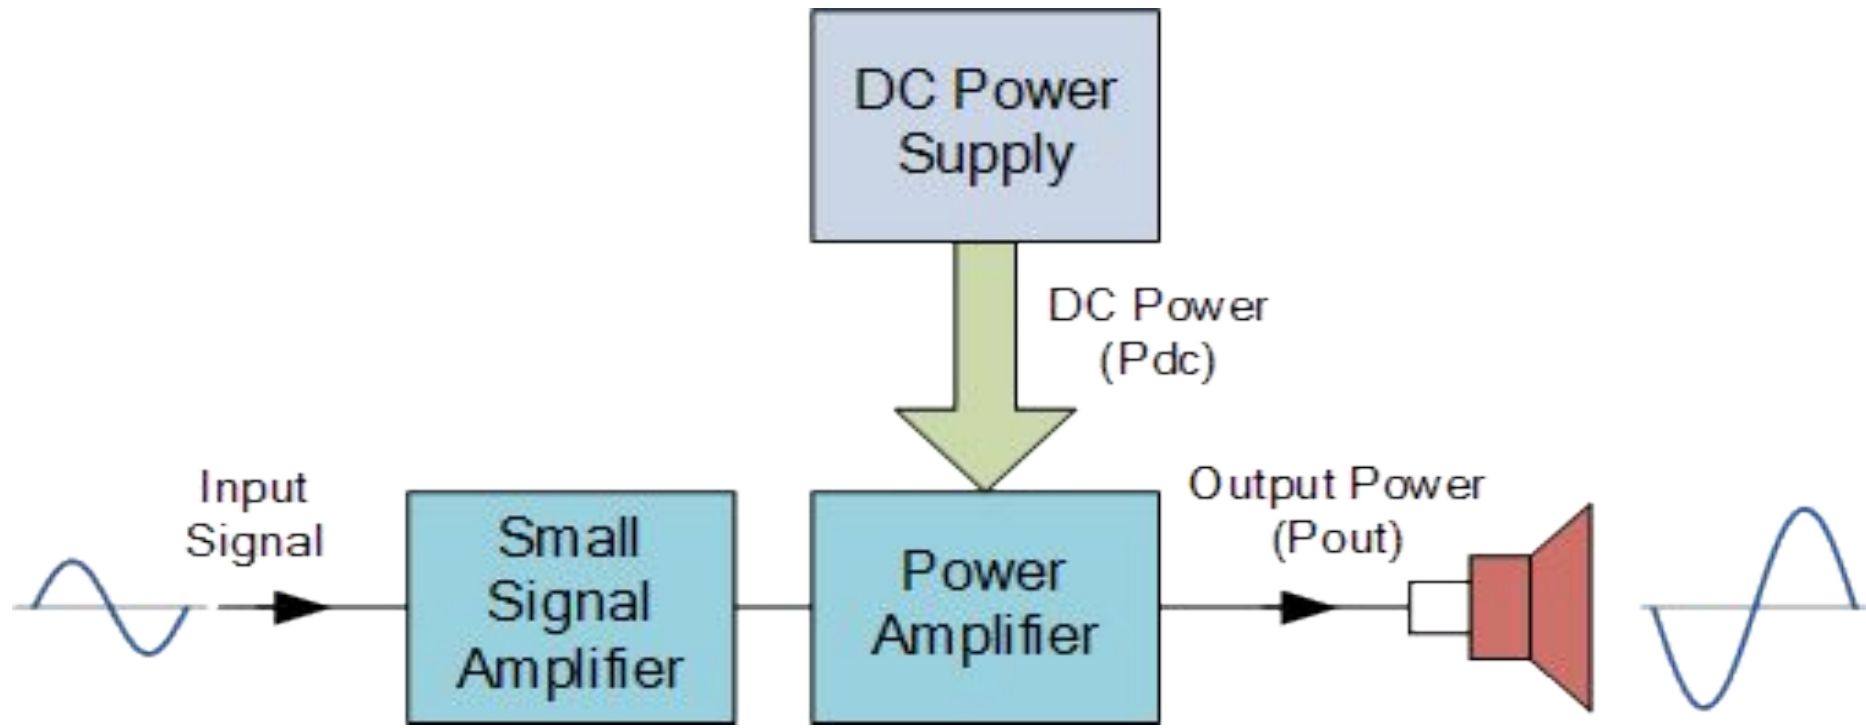 DC Power
Supply
DC Power
(Pdc)
Input
Signal
Small
Signal
Amplifier
Power
Amplifier
Output Power
(Pout)